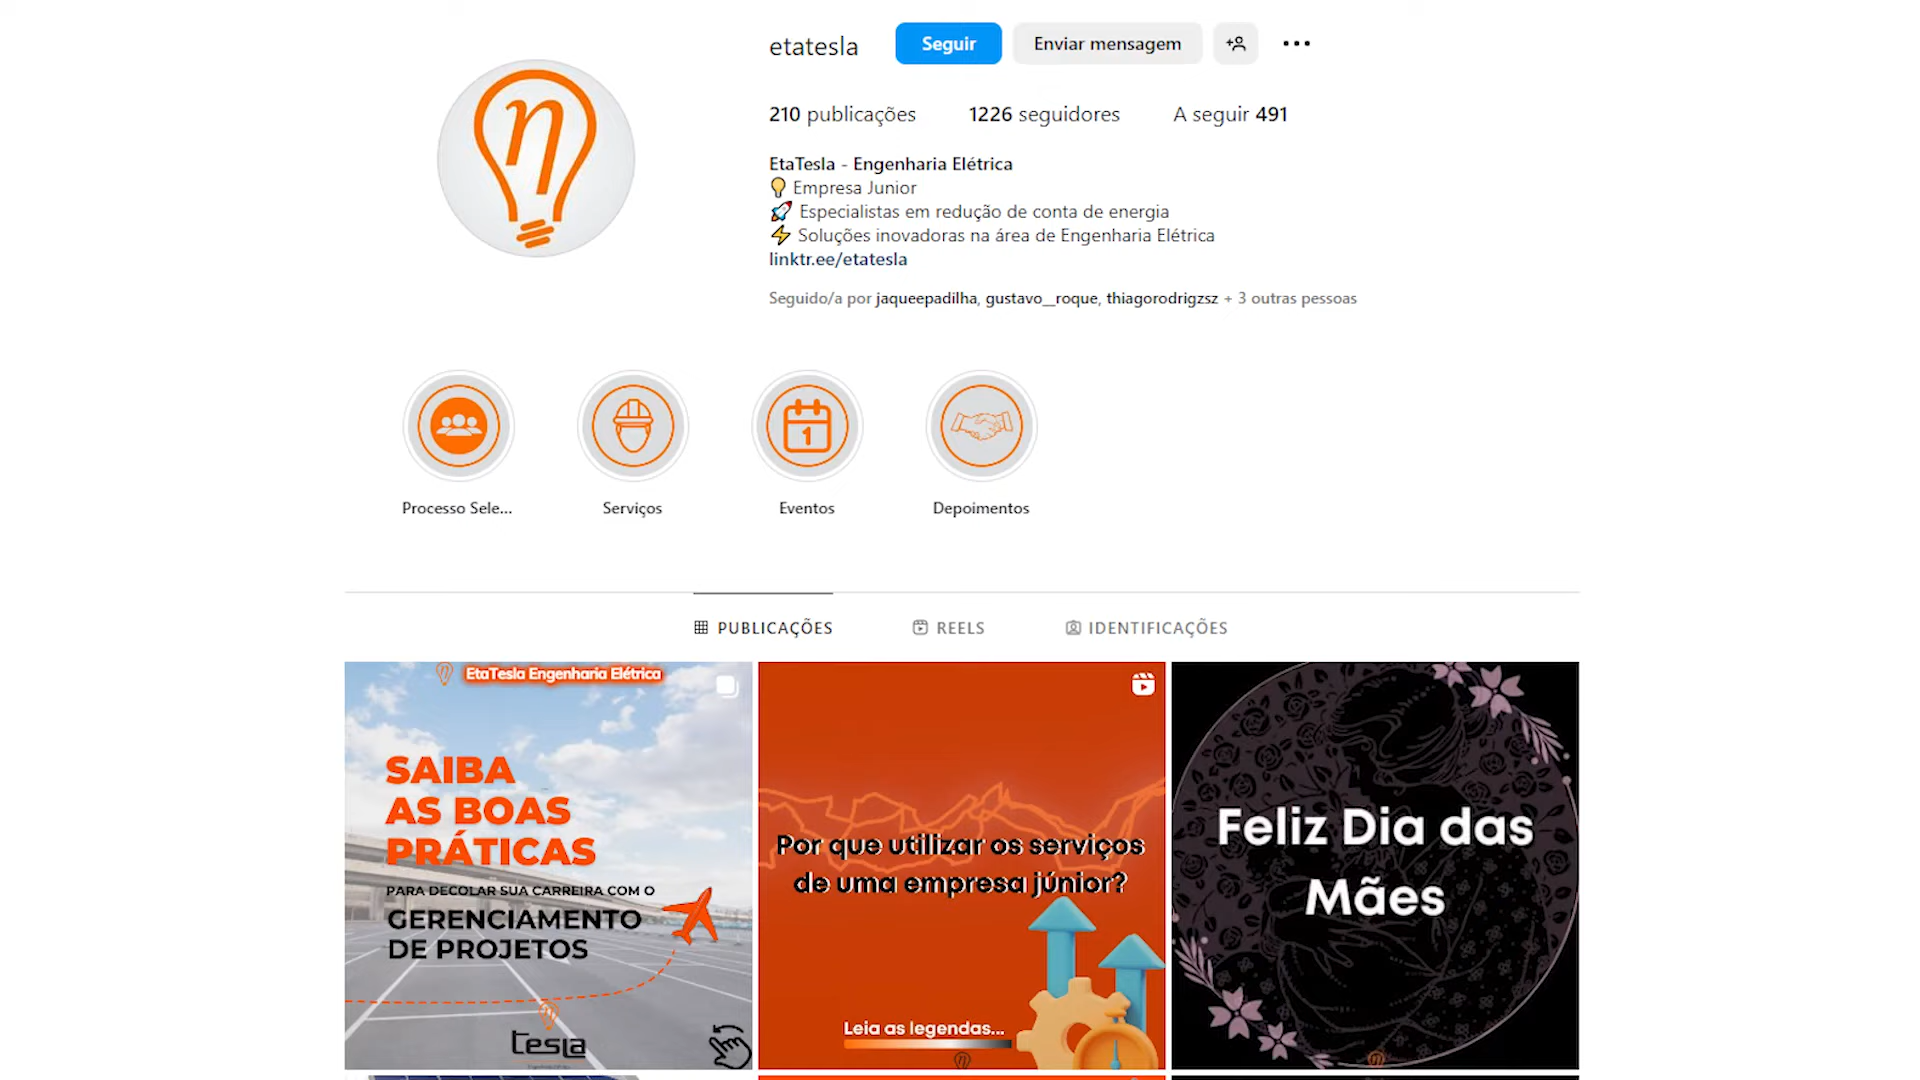 etatesla
Seguir
Enviar mensagem
210 publicações
1226 seguidores
A seguir 491
EtaTesla - Engenharia Elétrica
Empresa Junior
Especialistas em redução de conta de energia
Soluções inovadoras na área de Engenharia Elétrica
linktr.ee/etatesla
Seguido/a por jaqueepadilha, gustavo__roque, thiagorodrigzsz + 3 outras pessoas
η
1
Processo Sele...
Serviços
Eventos
Depoimentos
PUBLICAÇÕES
REELS
IDENTIFICAÇÕES
EtaTesla Engenharia Elétrica
SAIBA
AS BOAS
PRÁTICAS
PARA DECOLAR SUA CARREIRA COM O
GERENCIAMENTO
DE PROJETOS
Tesla
Por que utilizar os serviços
de uma empresa júnior?
Leia as legendas...
Feliz Dia das
Mães